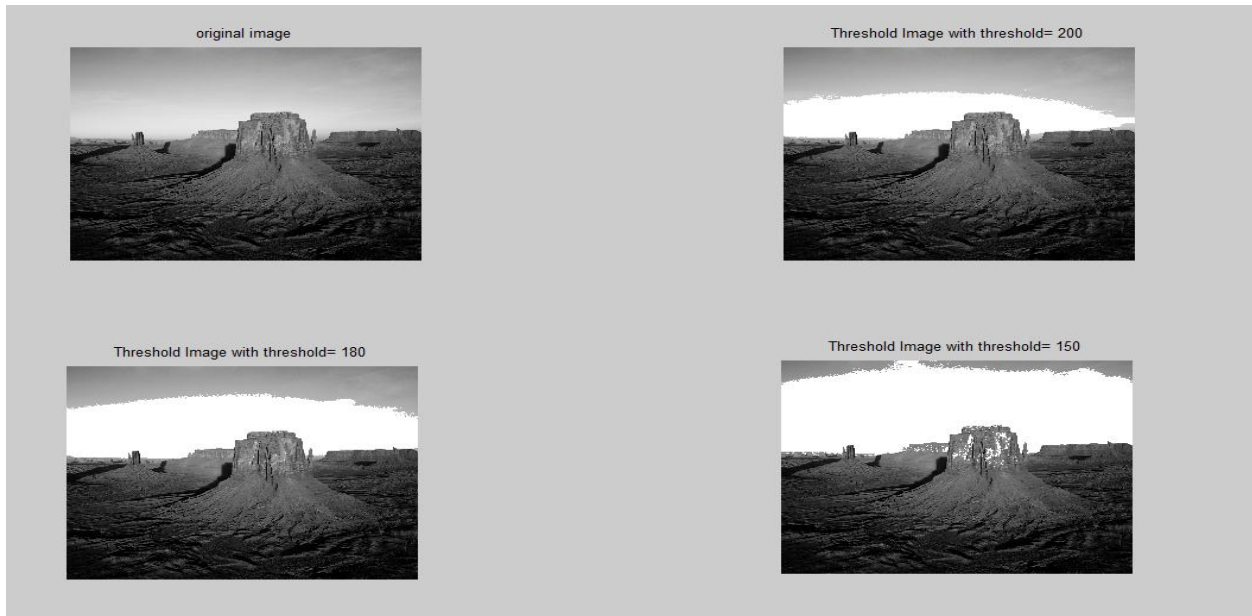 original image
Threshold Image with threshold= 200
Threshold Image with threshold= 180
Threshold Image with threshold= 150